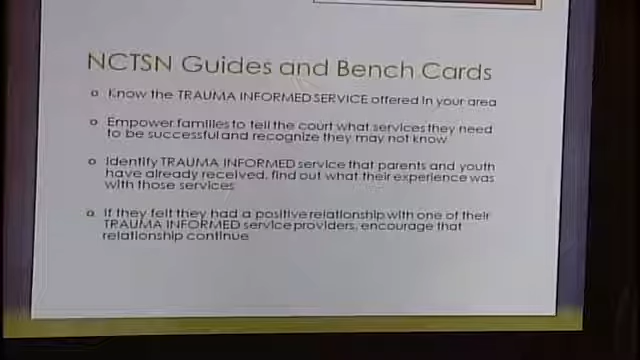 NCTSN Guides and Bench Cards
Know the TRAUMA INFORMED SERVICE offered in your area
Empower families to tell the court what services they need
to be successful and recognize they may not know
Identify TRAUMA INFORMED service that parents and youth
have already received, find out what their experience was
with those services
If they felt they had a positive relationship with one of their
TRAUMA INFORMED service providers, encourage that
relationship continue